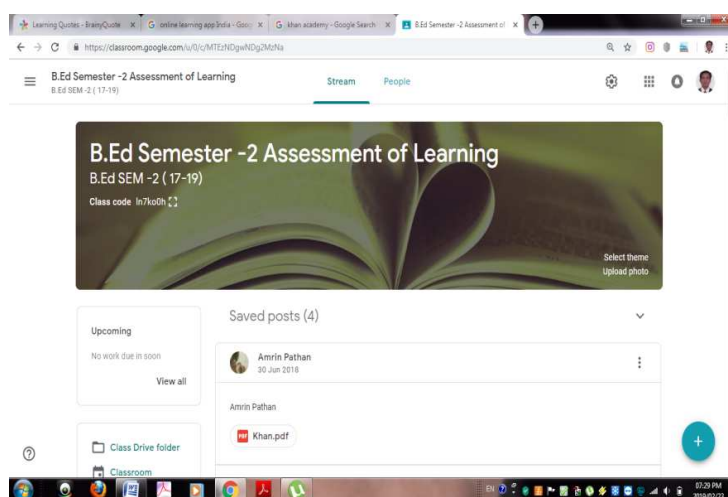 Learning Quotes - BrainyQuote
online learning app India - Goog
khan academy - Google Search
B.Ed Semester -2 Assessment of
https://classroom.google.com/u/0/c/MTEzNDgwNDg2MzNa
B.Ed Semester -2 Assessment of Learning
B.Ed SEM -2 ( 17-19)
Stream
People
B.Ed Semester -2 Assessment of Learning
B.Ed SEM -2 ( 17-19)
Class code ln7ko0h
Select theme
Upload photo
Upcoming
No work due in soon
View all
Saved posts (4)
Amrin Pathan
30 Jun 2018
Amrin Pathan
PDF Khan.pdf
Class Drive folder
Classroom
EN
07:29 PM